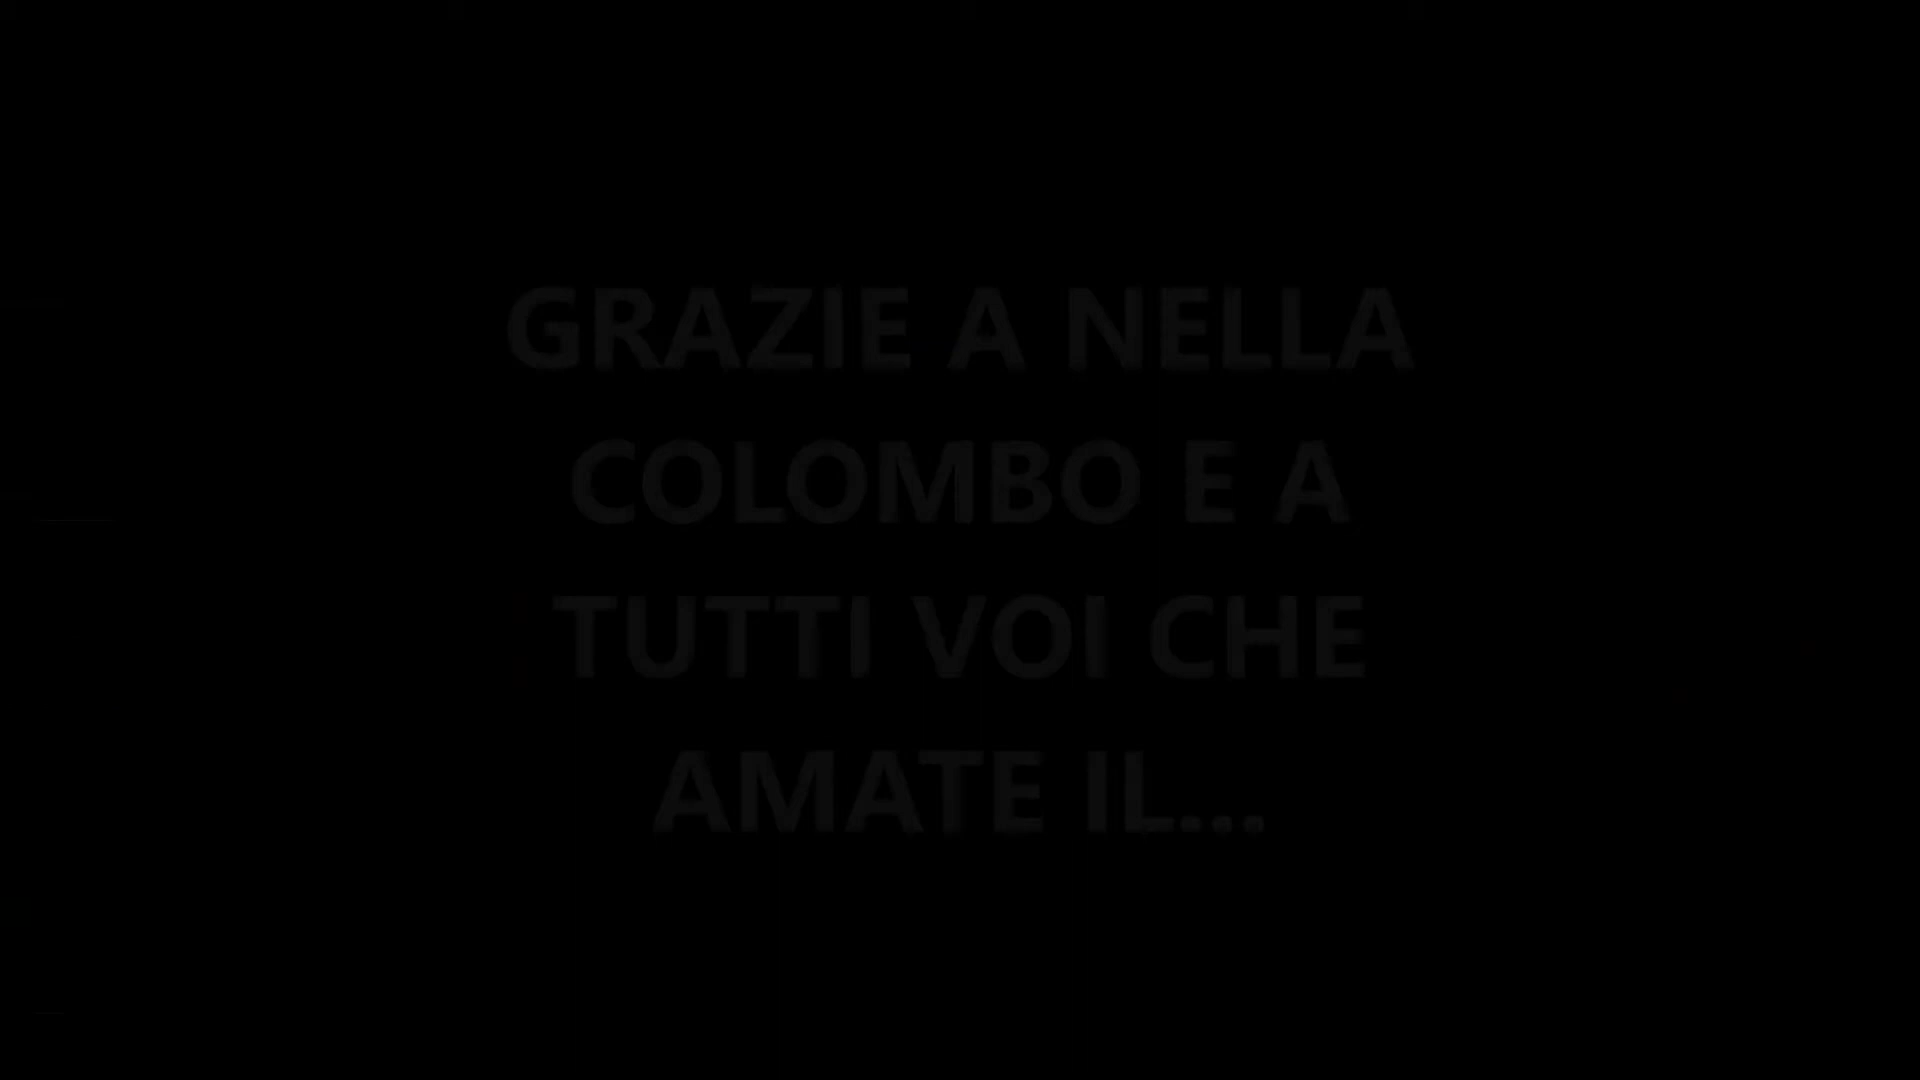 GRAZIE A NELLA
COLOMBO E A
TUTTI VOI CHE
AMATE IL...